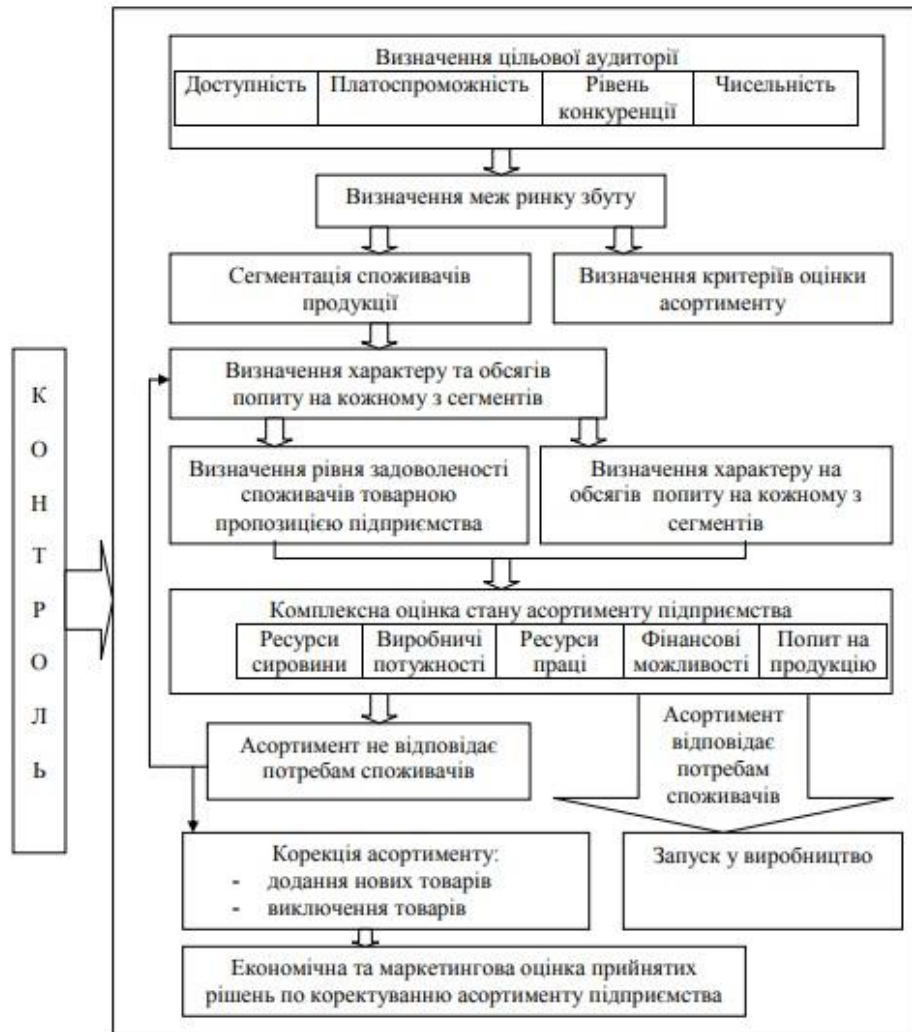 Визначення цільової аудиторії
Доступність
Платоспроможність
Рівень
конкуренції
Чисельність
Визначення меж ринку збуту
Сегментація споживачів
продукції
Визначення критеріїв оцінки
асортименту
КОНТРОЛЬ
Визначення характеру та обсягів
попиту на кожному з сегментів
Визначення рівня задоволеності
споживачів товарною
пропозицією підприємства
Визначення характеру на
обсягів попиту на кожному з
сегментів
Комплексна оцінка стану асортименту підприємства
Ресурси
сировини
Виробничі
потужності
Ресурси
праці
Фінансові
можливості
Попит на
продукцію
Асортимент не відповідає
потребам споживачів
Асортимент
відповідає
потребам
споживачів
Корекція асортименту:
- додання нових товарів
- виключення товарів
Запуск у виробництво
Економічна та маркетингова оцінка прийнятих
рішень по коректуванню асортименту підприємства